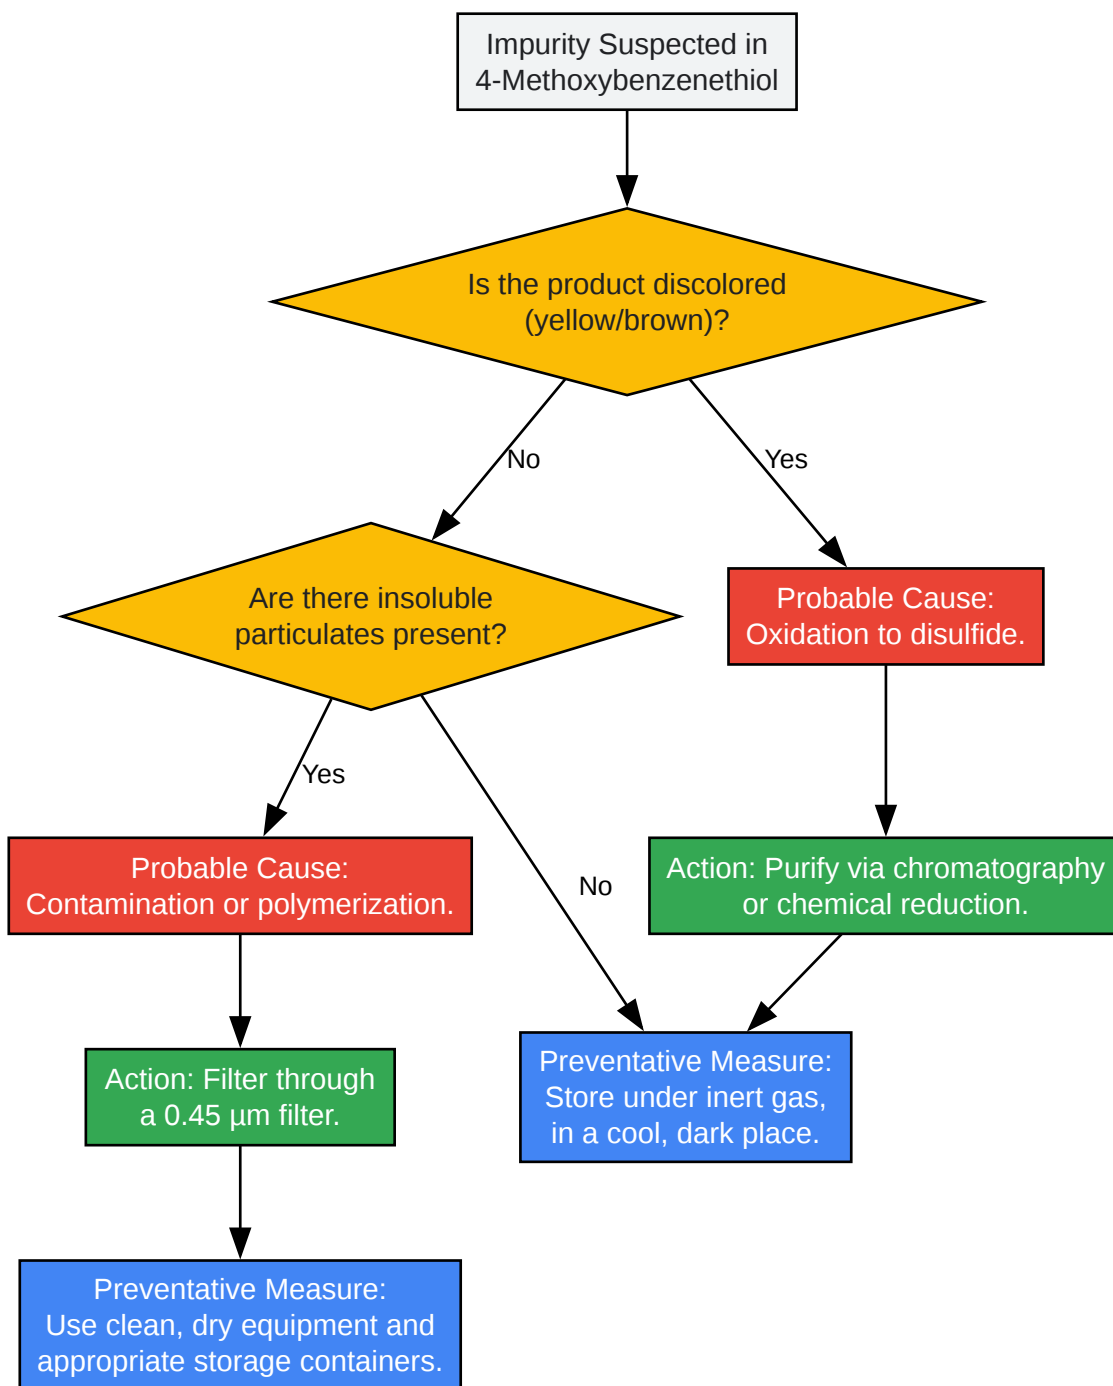 Impurity Suspected in
4-Methoxybenzenethiol
Is the product discolored
(yellow/brown)?
No
Yes
Are there insoluble
particulates present?
Probable Cause:
Oxidation to disulfide.
Yes
No
Probable Cause:
Contamination or polymerization.
Action: Purify via chromatography
or chemical reduction.
Action: Filter through
a 0.45 µm filter.
Preventative Measure:
Store under inert gas,
in a cool, dark place.
Preventative Measure:
Use clean, dry equipment and
appropriate storage containers.